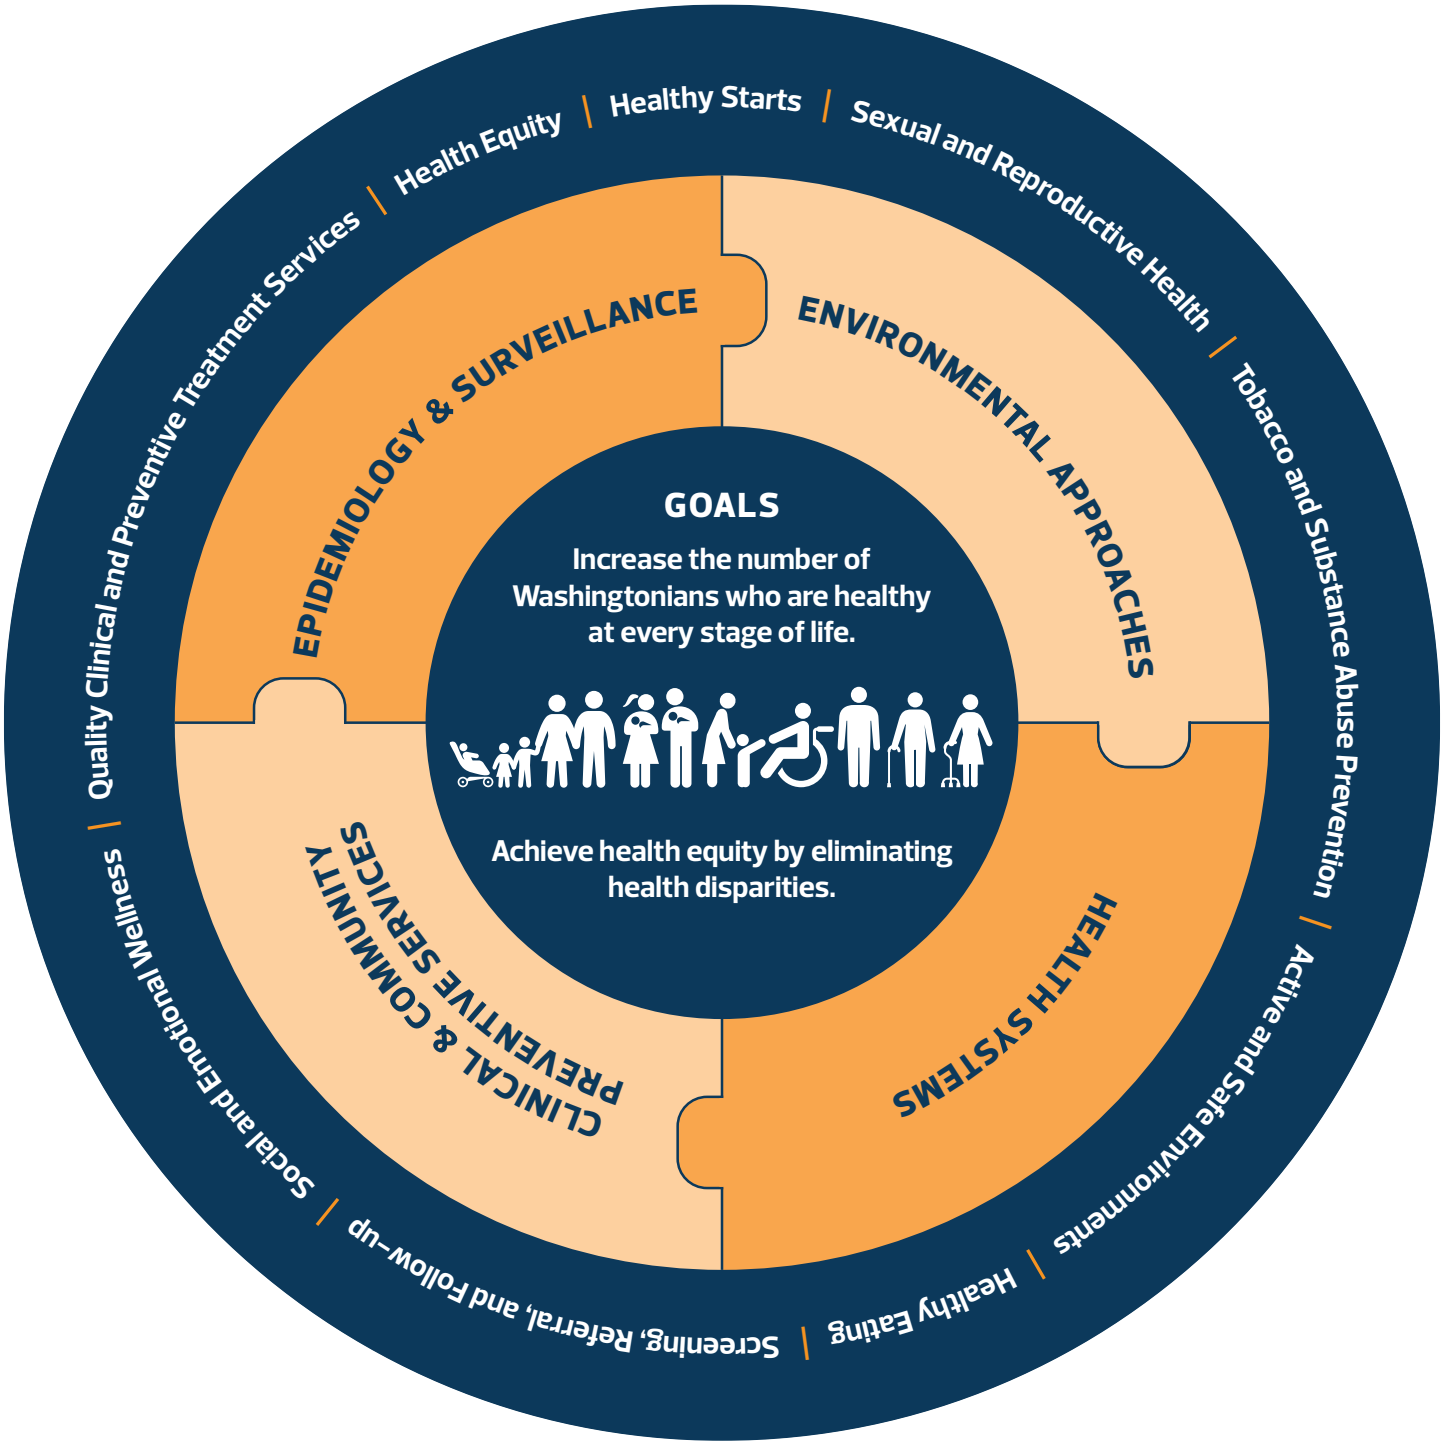 Healthy Starts
Sexual and Reproductive Health
Tobacco and Substance Abuse Prevention
Active and Safe Environments
Healthy Eating
Screening, Referral, and Follow-up
Social and Emotional Wellness
Quality Clinical and Preventive Treatment Services
Health Equity
EPIDEMIOLOGY & SURVEILLANCE
ENVIRONMENTAL APPROACHES
HEALTH SYSTEMS
CLINICAL & COMMUNITY
PREVENTIVE SERVICES
GOALS
Increase the number of
Washingtonians who are healthy
at every stage of life.
Achieve health equity by eliminating
health disparities.